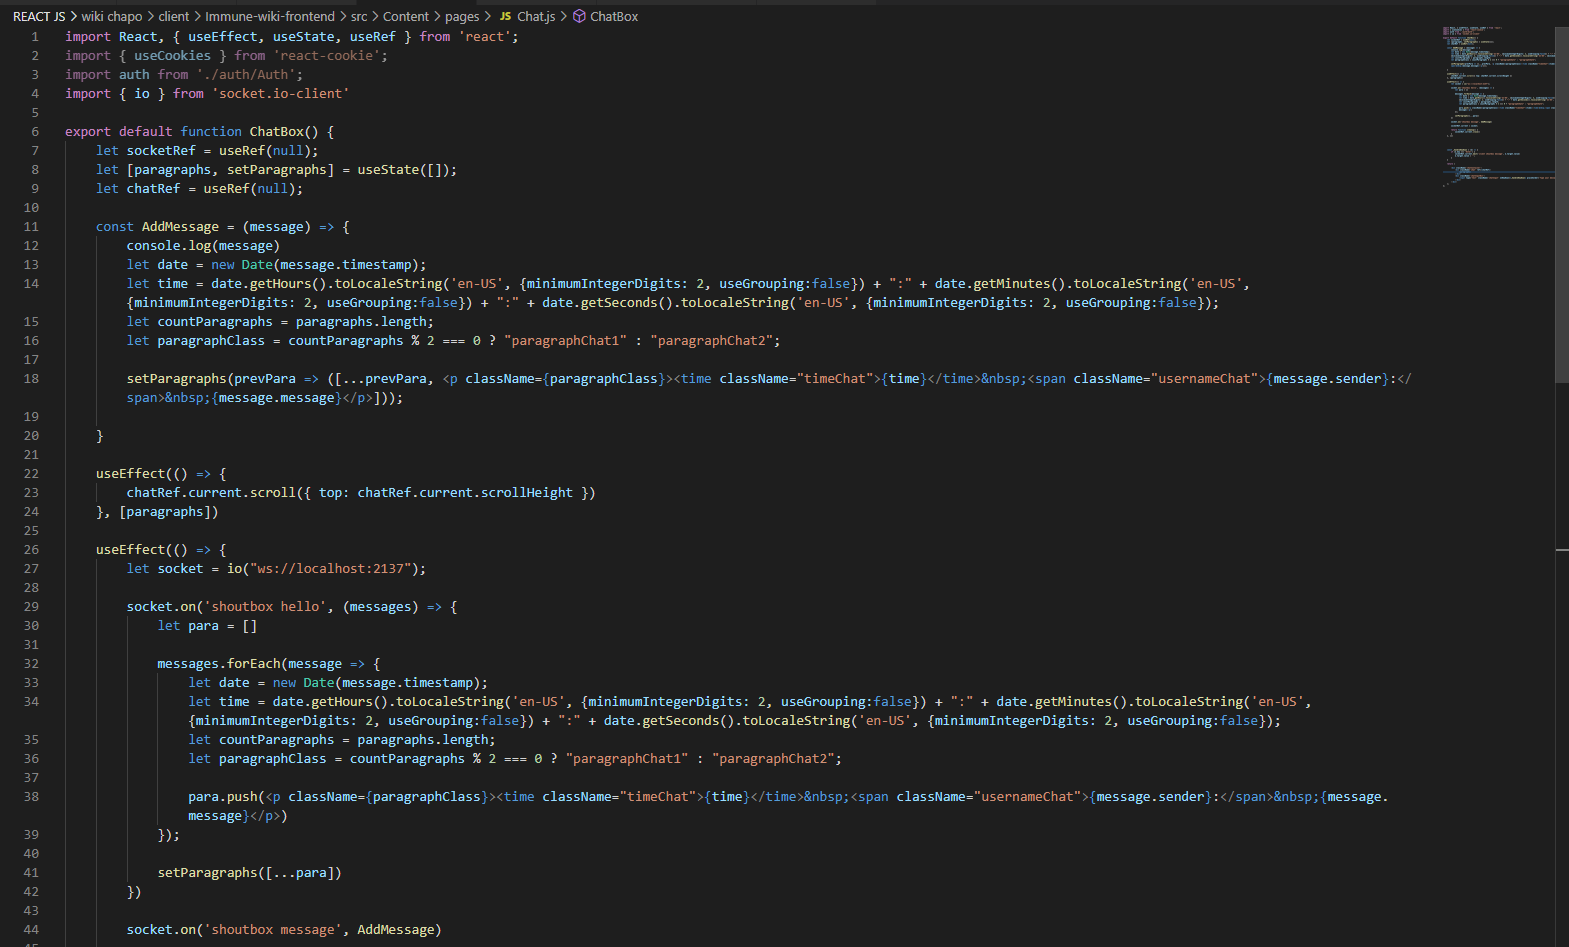 REACT JS > wiki chapo > client > Immune-wiki-frontend > src > Content > pages > JS Chat.js > ChatBox
1 import React, { useEffect, useState, useRef } from 'react';
2 import { useCookies } from 'react-cookie';
3 import auth from './auth/Auth';
4 import { io } from 'socket.io-client'
5
6 export default function ChatBox() {
7 let socketRef = useRef(null);
8 let [paragraphs, setParagraphs] = useState([]);
9 let chatRef = useRef(null);
10
11 const AddMessage = (message) => {
12 console.log(message)
13 let date = new Date(message.timestamp);
14 let time = date.getHours().toLocaleString('en-US', {minimumIntegerDigits: 2, useGrouping:false}) + ":" + date.getMinutes().toLocaleString('en-US',
{minimumIntegerDigits: 2, useGrouping:false}) + ":" + date.getSeconds().toLocaleString('en-US', {minimumIntegerDigits: 2, useGrouping:false});
15 let countParagraphs = paragraphs.length;
16 let paragraphClass = countParagraphs % 2 === 0 ? "paragraphChat1" : "paragraphChat2";
17
18 setParagraphs(prevPara => ([...prevPara, <p className={paragraphClass}><time className="timeChat">{time}</time>&nbsp;<span className="usernameChat">{message.sender}:</
span>&nbsp;{message.message}</p>]));
19
20 }
21
22 useEffect(() => {
23 chatRef.current.scroll({ top: chatRef.current.scrollHeight })
24 }, [paragraphs])
25
26 useEffect(() => {
27 let socket = io("ws://localhost:2137");
28
29 socket.on('shoutbox hello', (messages) => {
30 let para = []
31
32 messages.forEach(message => {
33 let date = new Date(message.timestamp);
34 let time = date.getHours().toLocaleString('en-US', {minimumIntegerDigits: 2, useGrouping:false}) + ":" + date.getMinutes().toLocaleString('en-US',
{minimumIntegerDigits: 2, useGrouping:false}) + ":" + date.getSeconds().toLocaleString('en-US', {minimumIntegerDigits: 2, useGrouping:false});
35 let countParagraphs = paragraphs.length;
36 let paragraphClass = countParagraphs % 2 === 0 ? "paragraphChat1" : "paragraphChat2";
37
38 para.push(<p className={paragraphClass}><time className="timeChat">{time}</time>&nbsp;<span className="usernameChat">{message.sender}:</span>&nbsp;{message.
message}</p>)
39 });
40
41 setParagraphs([...para])
42 })
43
44 socket.on('shoutbox message', AddMessage)